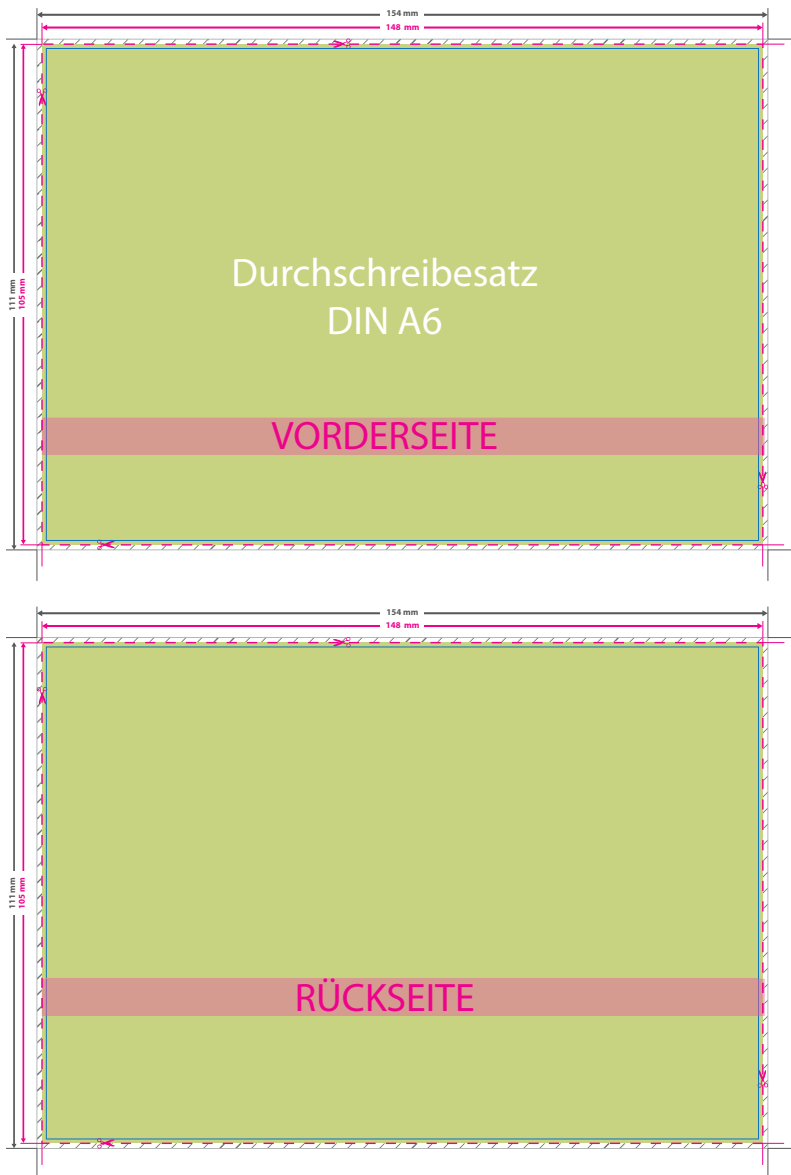 154 mm
148 mm
111 mm
105 mm
Durchschreibesatz
DIN A6
VORDERSEITE
154 mm
148 mm
111 mm
105 mm
RÜCKSEITE